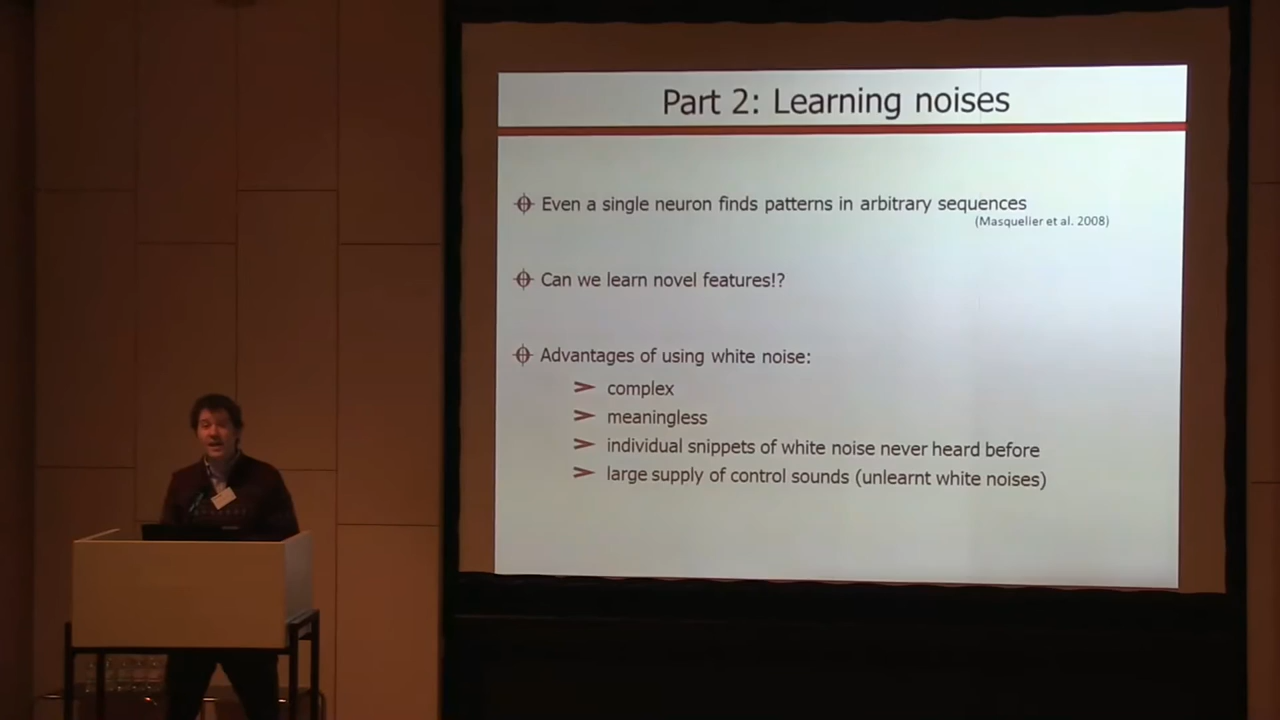 Part 2: Learning noises
Even a single neuron finds patterns in arbitrary sequences
(Masquelier et al. 2008)
Can we learn novel features!?
Advantages of using white noise:
complex
meaningless
individual snippets of white noise never heard before
large supply of control sounds (unlearnt white noises)